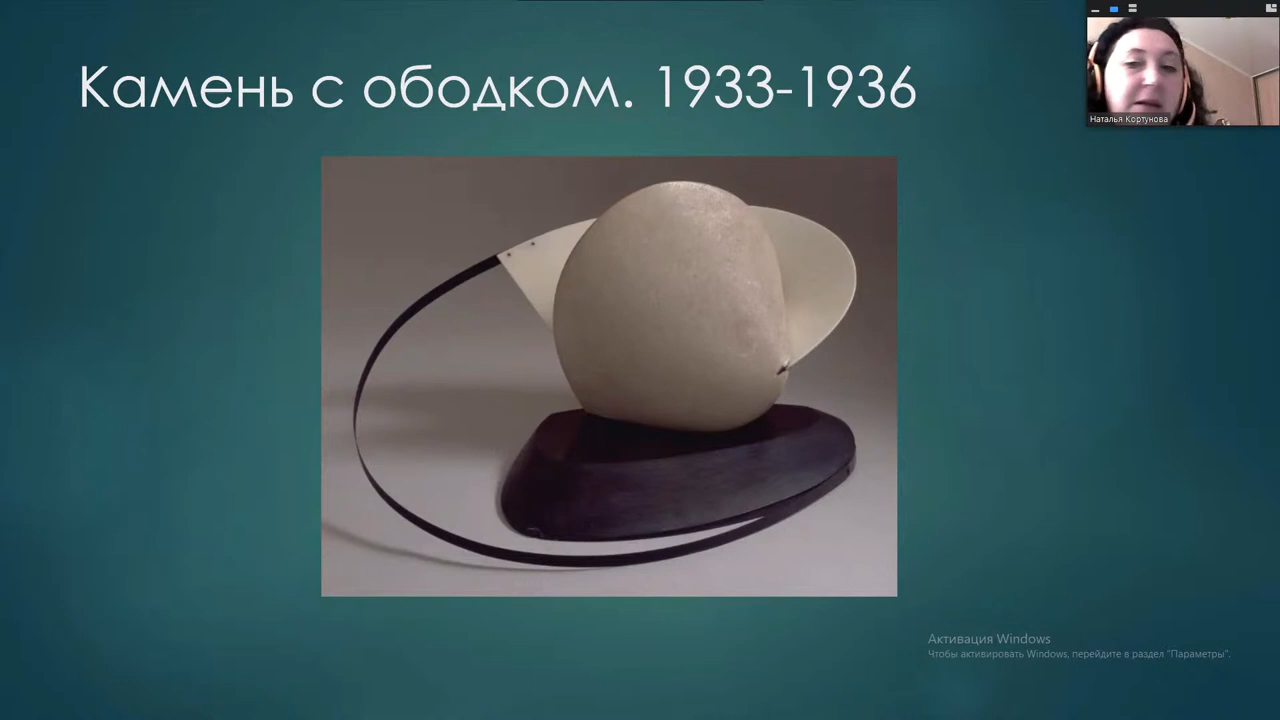 Камень с ободком. 1933-1936
Наталья Кортунова
Активация Windows
Чтобы активировать Windows, перейдите в раздел "Параметры".